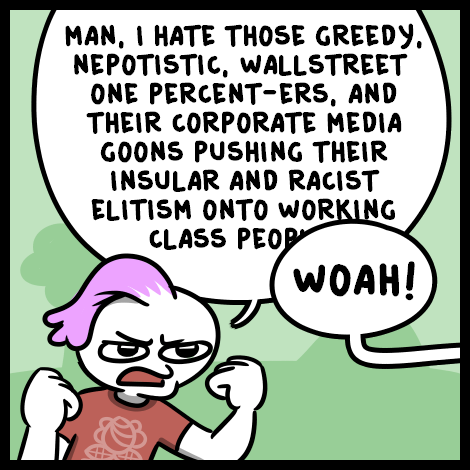 MAN, I HATE THOSE GREEDY,
NEPOTISTIC, WALLSTREET
ONE PERCENT-ERS, AND
THEIR CORPORATE MEDIA
GOONS PUSHING THEIR
INSULAR AND RACIST
ELITISM ONTO WORKING
CLASS
WOAH!